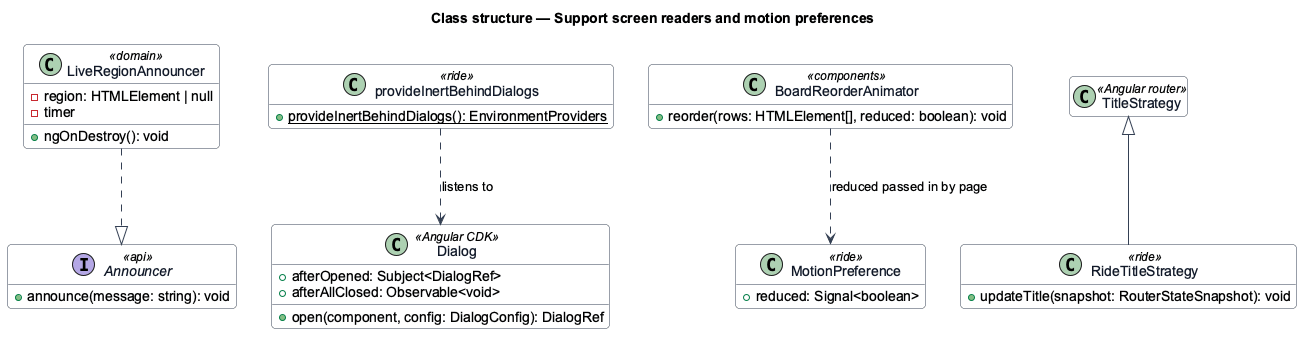 Class structure — Support screen readers and motion preferences
C
«domain»
LiveRegionAnnouncer
region: HTMLElement | null
timer
ngOnDestroy(): void
C
«ride»
provideInertBehindDialogs
provideInertBehindDialogs(): EnvironmentProviders
C
«components»
BoardReorderAnimator
reorder(rows: HTMLElement[], reduced: boolean): void
C
«Angular router»
TitleStrategy
listens to
reduced passed in by page
I
«api»
Announcer
announce(message: string): void
C
«Angular CDK»
Dialog
afterOpened: Subject<DialogRef>
afterAllClosed: Observable<void>
open(component, config: DialogConfig): DialogRef
C
«ride»
MotionPreference
reduced: Signal<boolean>
C
«ride»
RideTitleStrategy
updateTitle(snapshot: RouterStateSnapshot): void